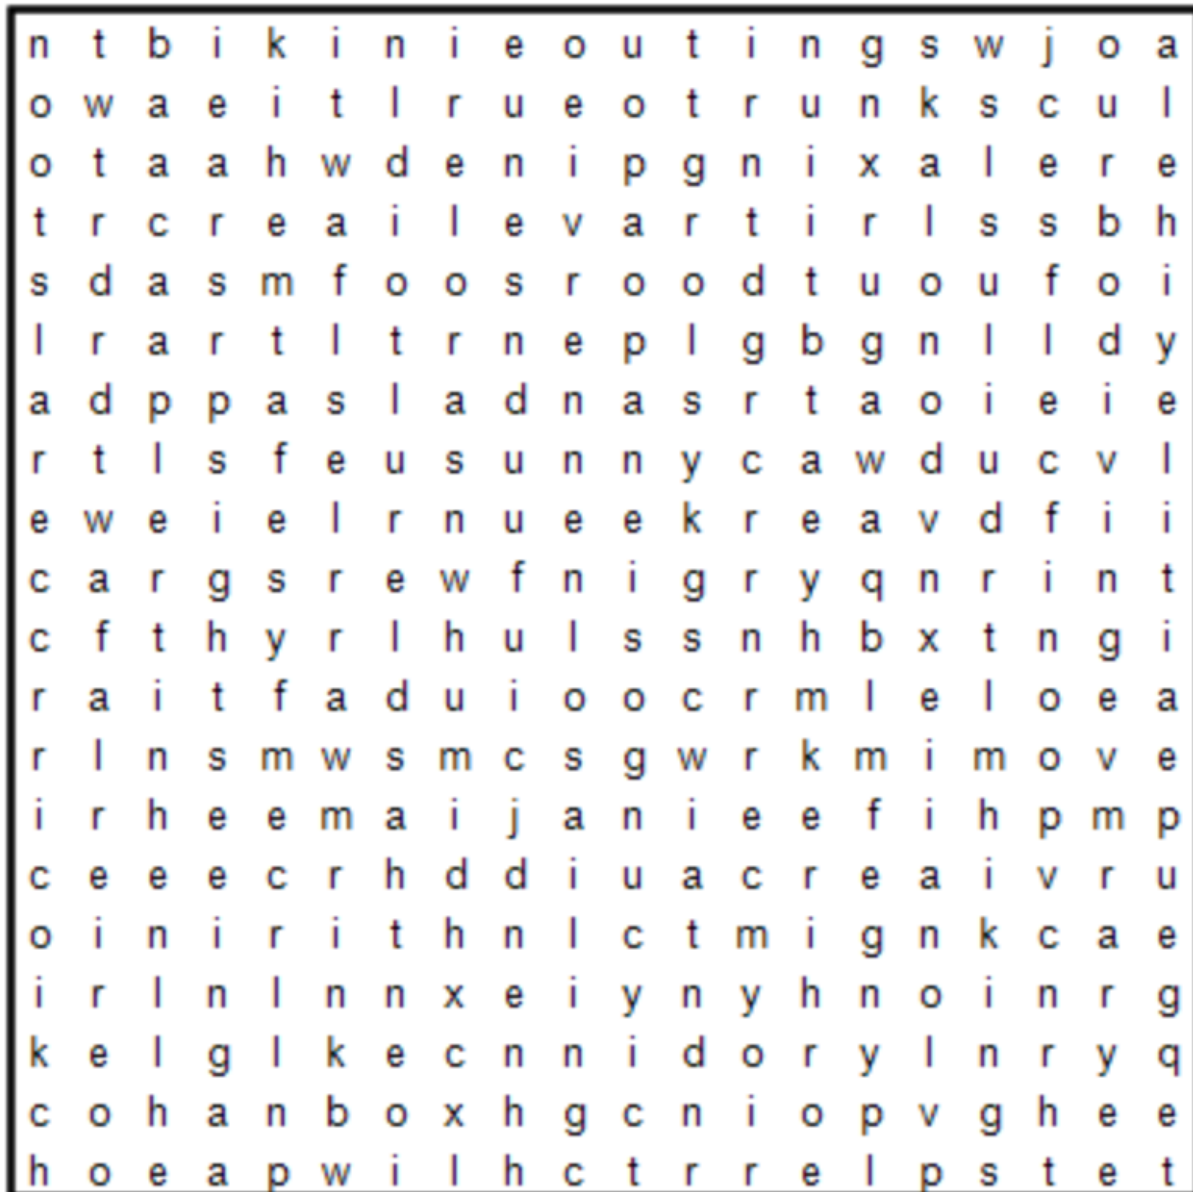 n t b i k i n i e o u t i n g s w j o a
o w a e i t l r u e o t r u n k s c u l
o t a a h w d e n i p g n i x a l e r e
t r c r e a i l e v a r t i r l s s b h
s d a s m f o o s r o o d t u o u f o i
l r a r t l t r n e p l g b g n l l d y
a d p p a s l a d n a s r t a o i e i e
r t l s f e u s u n n y c a w d u c v l
e w e i e l r n u e e k r e a v d f i i
c a r g s r e w f n i g r y q n r i n t
c f t h y r l h u l s s n h b x t n g i
r a i t f a d u i o o c r m l e l o e a
r l n s m w s m c s g w r k m i m o v e
i r h e e m a i j a n i e e f i h p m p
c e e e c r h d d i u a c r e a i v r u
o i n i r i t h n l c t m i g n k c a e
i r l n l n n x e i y n y h n o i n r g
k e l g l k e c n n i d o r y l n r y q
c o h a n b o x h g c n i o p v g h e e
h o e a p w i l h c t r r e l p s t e t